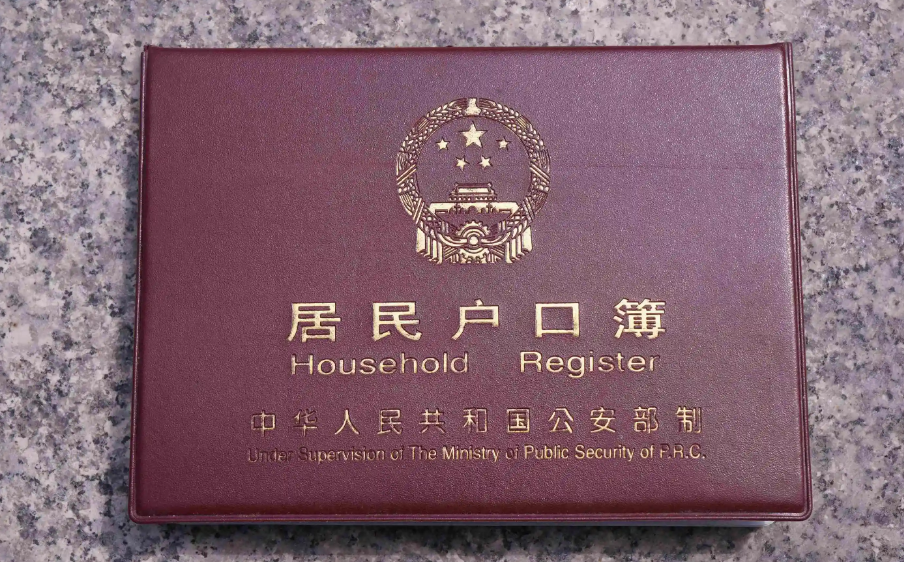 居民户口簿
Household Register
中华人民共和国公安部制
Under Supervision of The Ministry of Public Security of P.R.C.